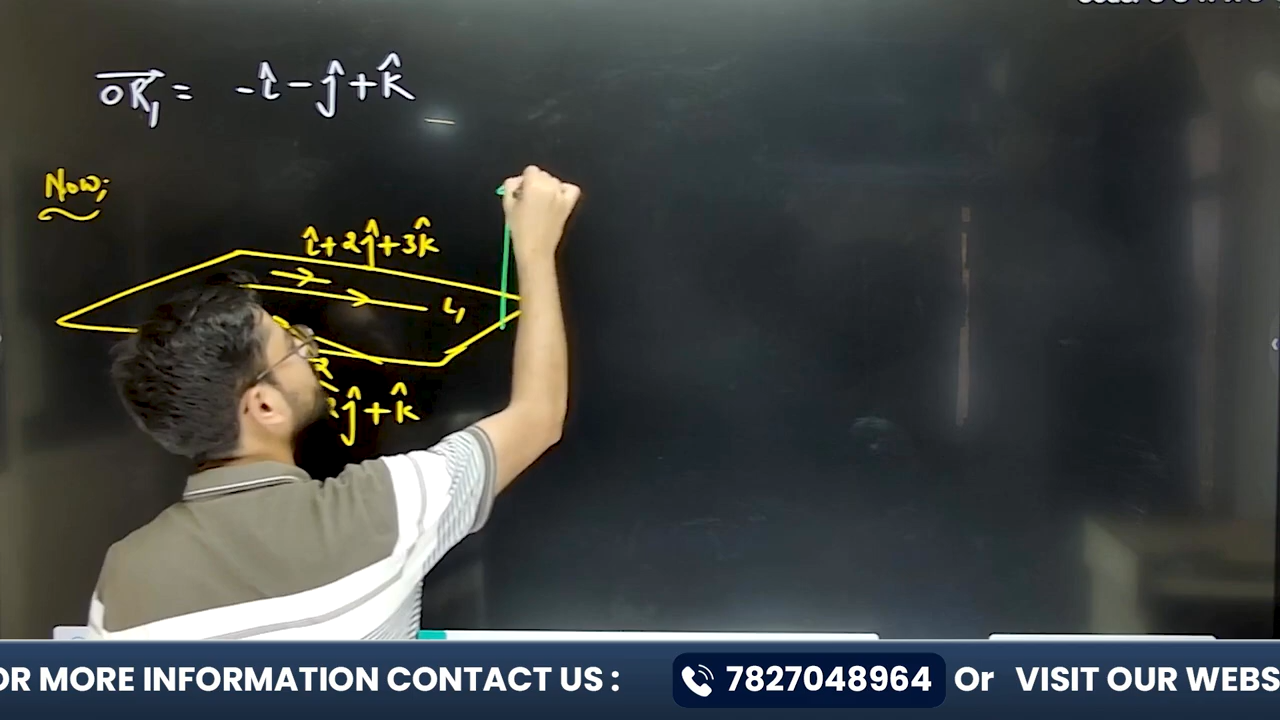 OR₁ = -î - ĵ + k̂
Now;
î + 2ĵ + 3k̂
L₁
ĵ + k̂
OR MORE INFORMATION CONTACT US : 7827048964 Or VISIT OUR WEBS